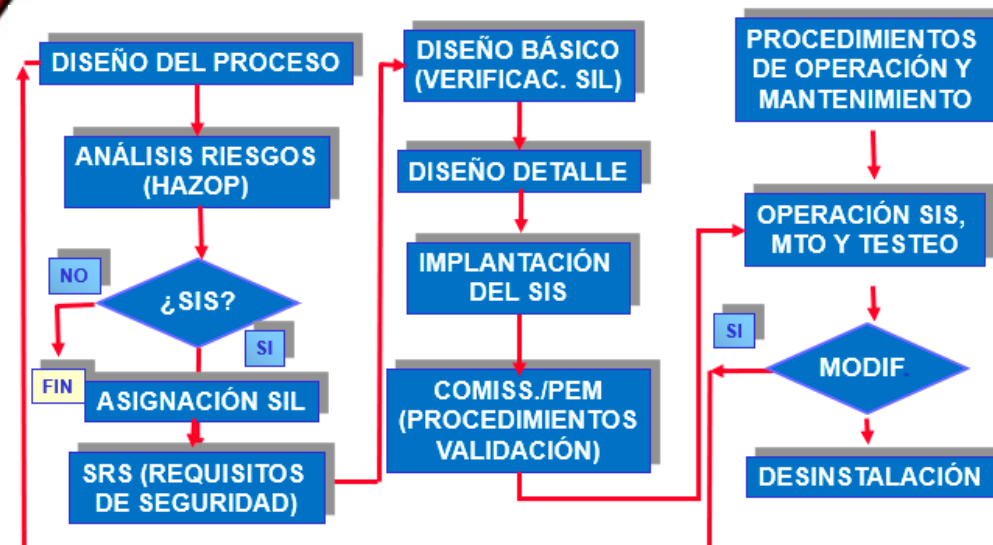 DISEÑO DEL PROCESO
ANÁLISIS RIESGOS
(HAZOP)
¿SIS?
NO
SI
FIN
ASIGNACIÓN SIL
SRS (REQUISITOS
DE SEGURIDAD)
DISEÑO BÁSICO
(VERIFICAC. SIL)
DISEÑO DETALLE
IMPLANTACIÓN
DEL SIS
COMISS./PEM
(PROCEDIMIENTOS
VALIDACIÓN)
PROCEDIMIENTOS
DE OPERACIÓN Y
MANTENIMIENTO
OPERACIÓN SIS,
MTO Y TESTEO
SI
MODIF.
DESINSTALACIÓN